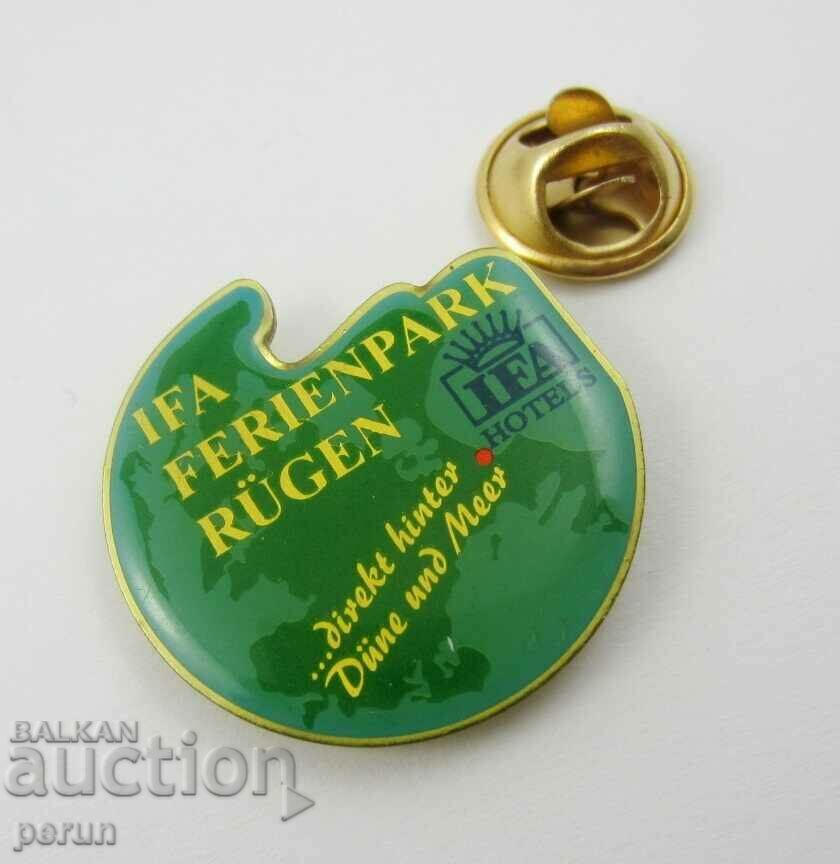 IFA
FERIENPARK
RÜGEN
IFA
HOTELS
...direkt hinter
Düne und Meer
BALKAN
auction
perun